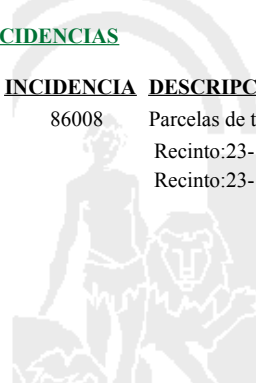 CIDENCIAS
INCIDENCIA DESCRIPC
86008 Parcelas de t
Recinto:23-
Recinto:23-